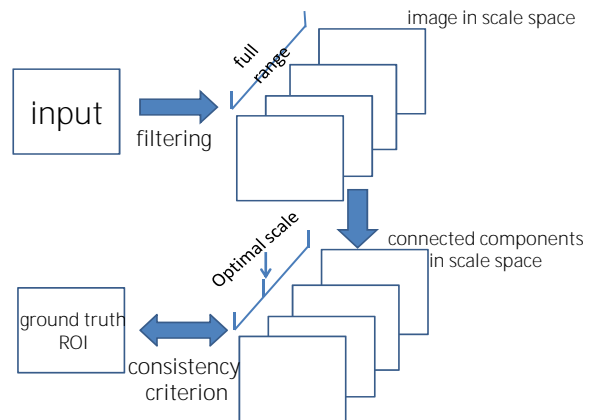 image in scale space
full
range
input
filtering
connected components
in scale space
Optimal scale
ground truth
ROI
consistency
criterion